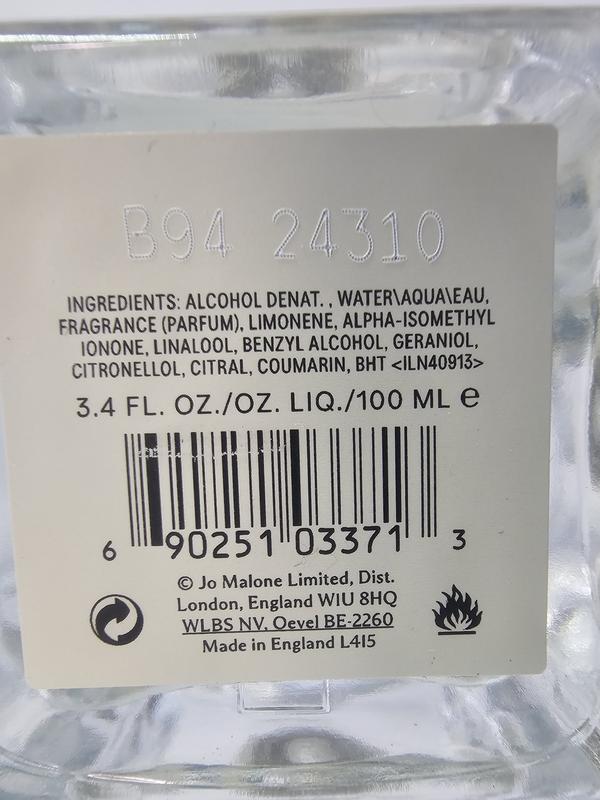 B94 24310
INGREDIENTS: ALCOHOL DENAT. , WATER\AQUA\EAU,
FRAGRANCE (PARFUM), LIMONENE, ALPHA-ISOMETHYL
IONONE, LINALOOL, BENZYL ALCOHOL, GERANIOL,
CITRONELLOL, CITRAL, COUMARIN, BHT <ILN40913>
3.4 FL. OZ./OZ. LIQ./100 ML e
6 90251 03371 3
© Jo Malone Limited, Dist.
London, England W1U 8HQ
WLBS NV, Oevel BE-2260
Made in England L415